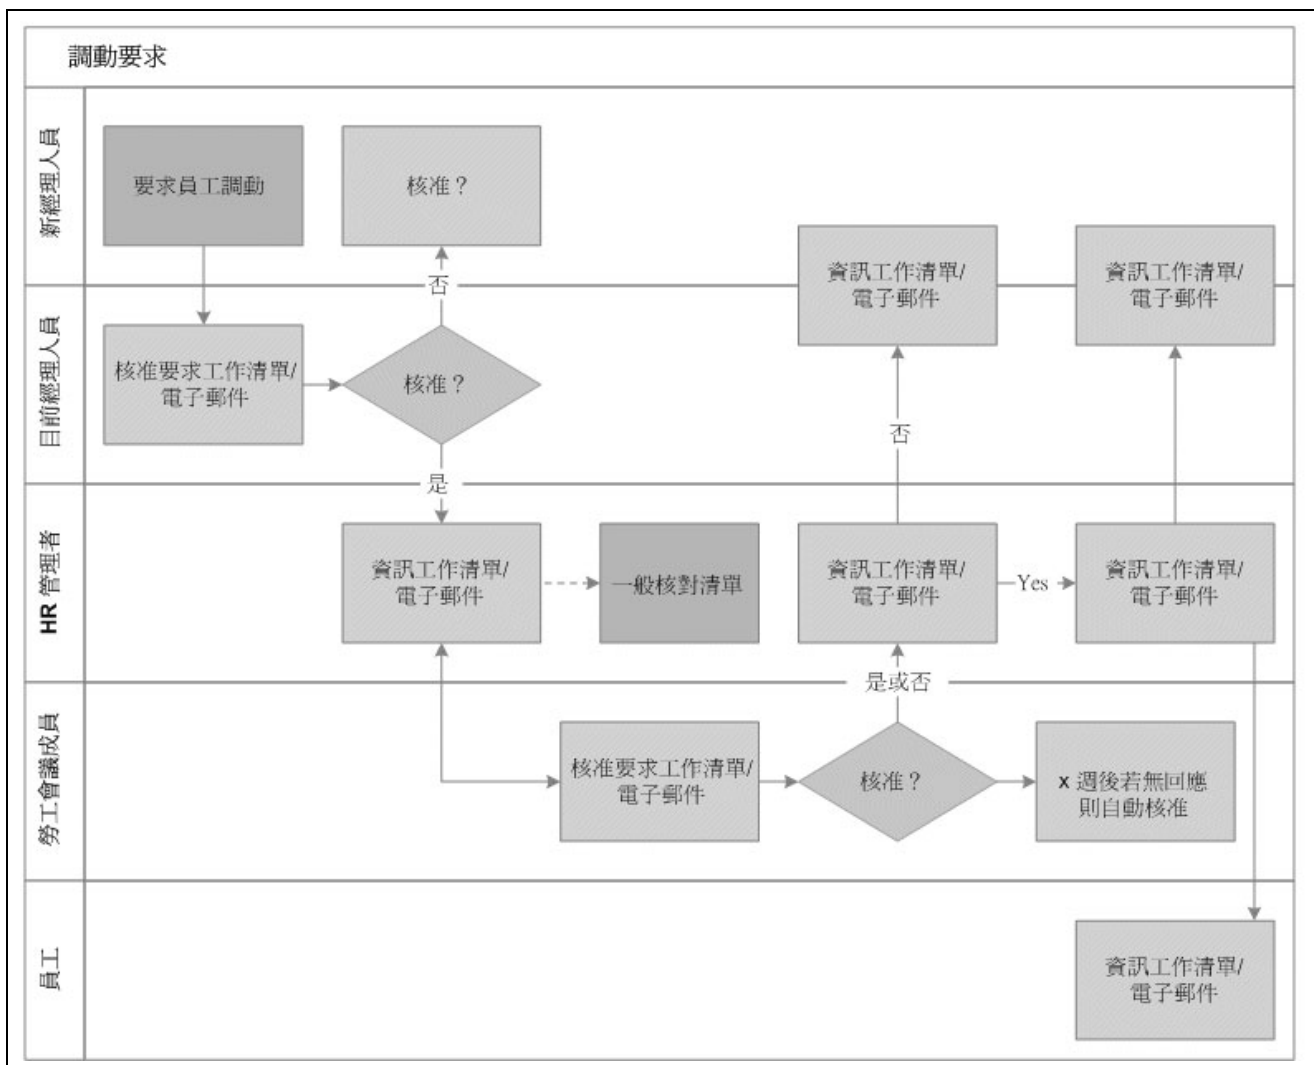 調動要求
新經理人員
要求員工調動
核准？
資訊工作清單/
電子郵件
資訊工作清單/
電子郵件
否
目前經理人員
核准要求工作清單/
電子郵件
核准？
否
是
HR 管理者
資訊工作清單/
電子郵件
一般核對清單
資訊工作清單/
電子郵件
Yes
資訊工作清單/
電子郵件
是或否
勞工會議成員
核准要求工作清單/
電子郵件
核准？
x 週後若無回應
則自動核准
員工
資訊工作清單/
電子郵件